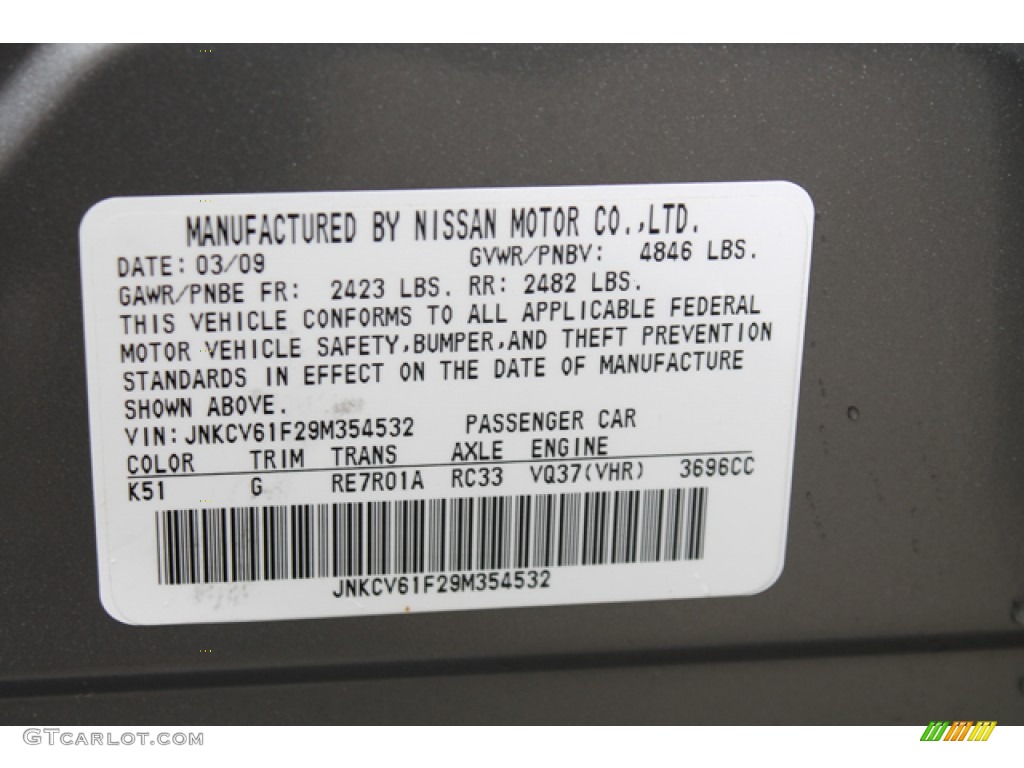 MANUFACTURED BY NISSAN MOTOR CO.,LTD.
DATE: 03/09 GVWR/PNBV: 4846 LBS.
GAWR/PNBE FR: 2423 LBS. RR: 2482 LBS.
THIS VEHICLE CONFORMS TO ALL APPLICABLE FEDERAL
MOTOR VEHICLE SAFETY,BUMPER,AND THEFT PREVENTION
STANDARDS IN EFFECT ON THE DATE OF MANUFACTURE
SHOWN ABOVE.
VIN:JNKCV61F29M354532 PASSENGER CAR
COLOR TRIM TRANS AXLE ENGINE
K51 G RE7R01A RC33 VQ37(VHR) 3696CC
JNKCV61F29M354532
GTCARLOT.COM